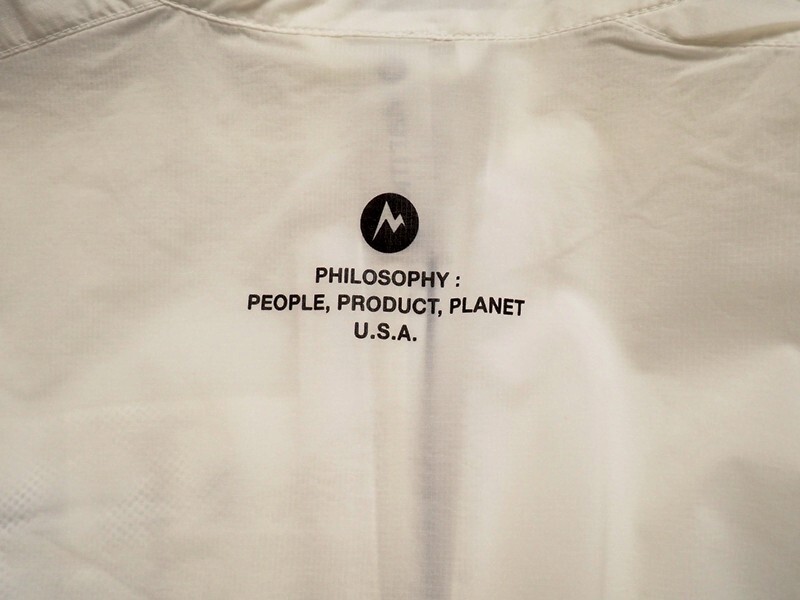 PHILOSOPHY :
PEOPLE, PRODUCT, PLANET
U.S.A.